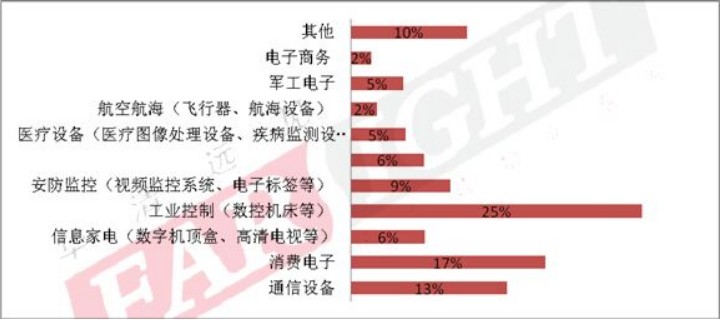 其他 10%
电子商务 2%
军工电子 5%
航空航海（飞行器、航海设备） 2%
医疗设备（医疗图像处理设备、疾病监测设… 5%
6%
安防监控（视频监控系统、电子标签等） 9%
工业控制（数控机床等） 25%
信息家电（数字机顶盒、高清电视等） 6%
消费电子 17%
通信设备 13%
FARSIGHT